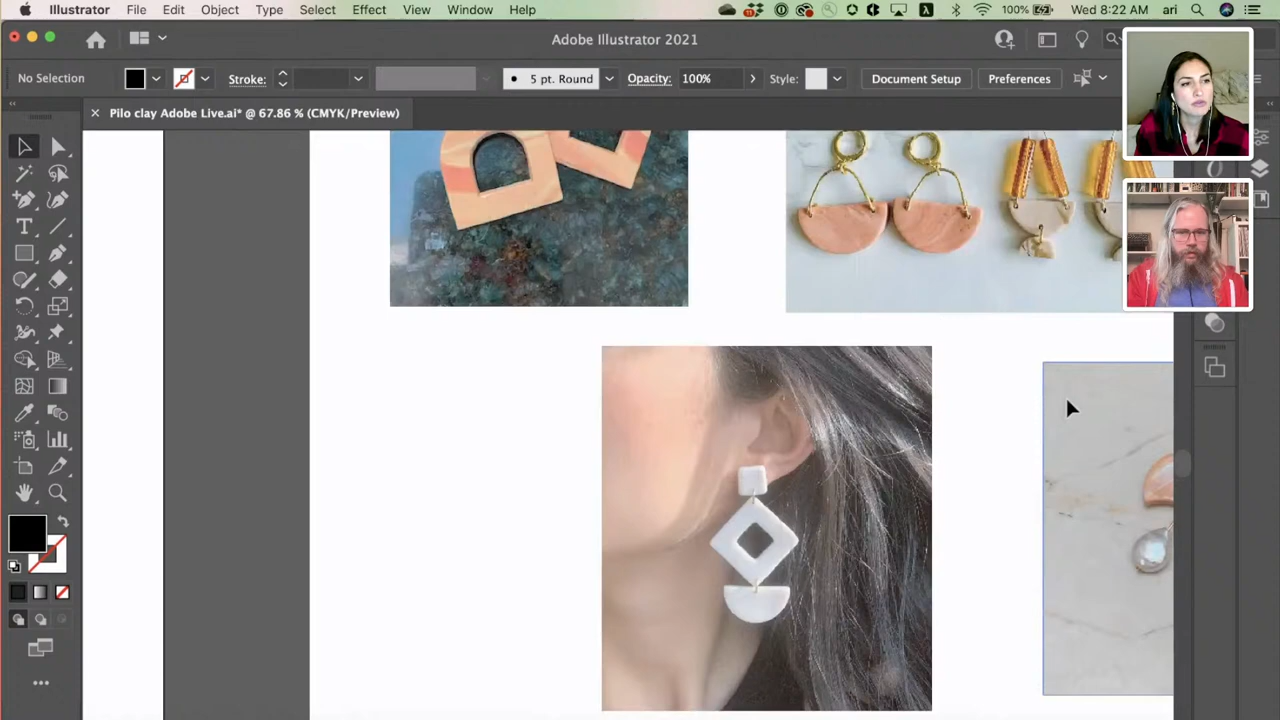 Illustrator File Edit Object Type Select Effect View Window Help 11 100% Wed 8:22 AM ari
Adobe Illustrator 2021
No Selection Stroke: 5 pt. Round Opacity: 100% Style: Document Setup Preferences
Pilo clay Adobe Live.ai* @ 67.86 % (CMYK/Preview)